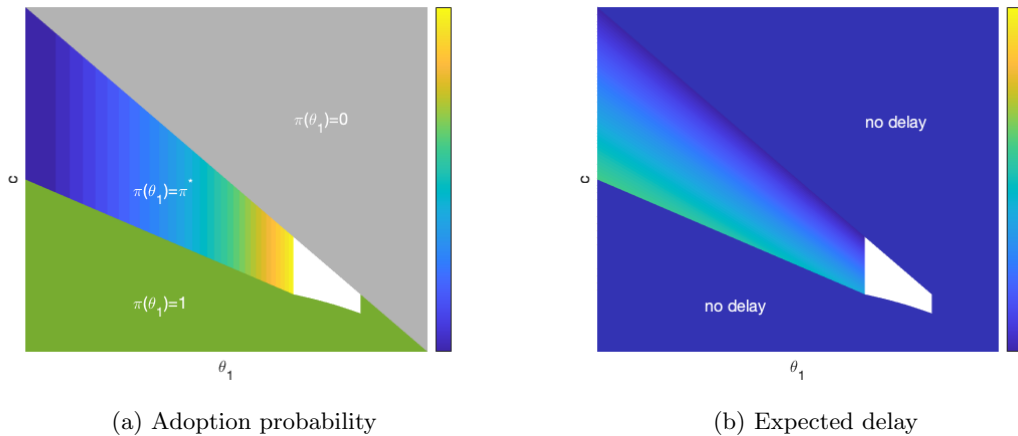 π(θ₁)=0
π(θ₁)=π*
π(θ₁)=1
c
θ₁
(a) Adoption probability
no delay
no delay
c
θ₁
(b) Expected delay